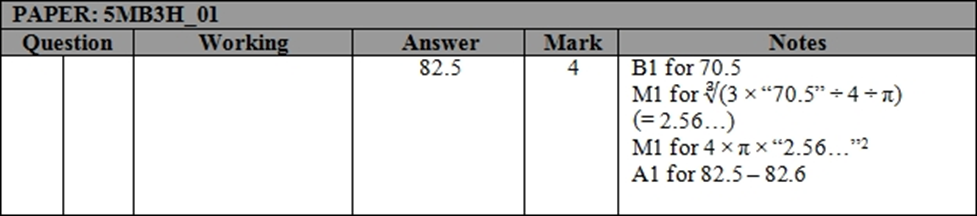 PAPER: 5MB3H_01
Question Working Answer Mark Notes
82.5 4 B1 for 70.5
M1 for ∛(3 × “70.5” ÷ 4 ÷ π)
(= 2.56…)
M1 for 4 × π × “2.56…”²
A1 for 82.5 – 82.6